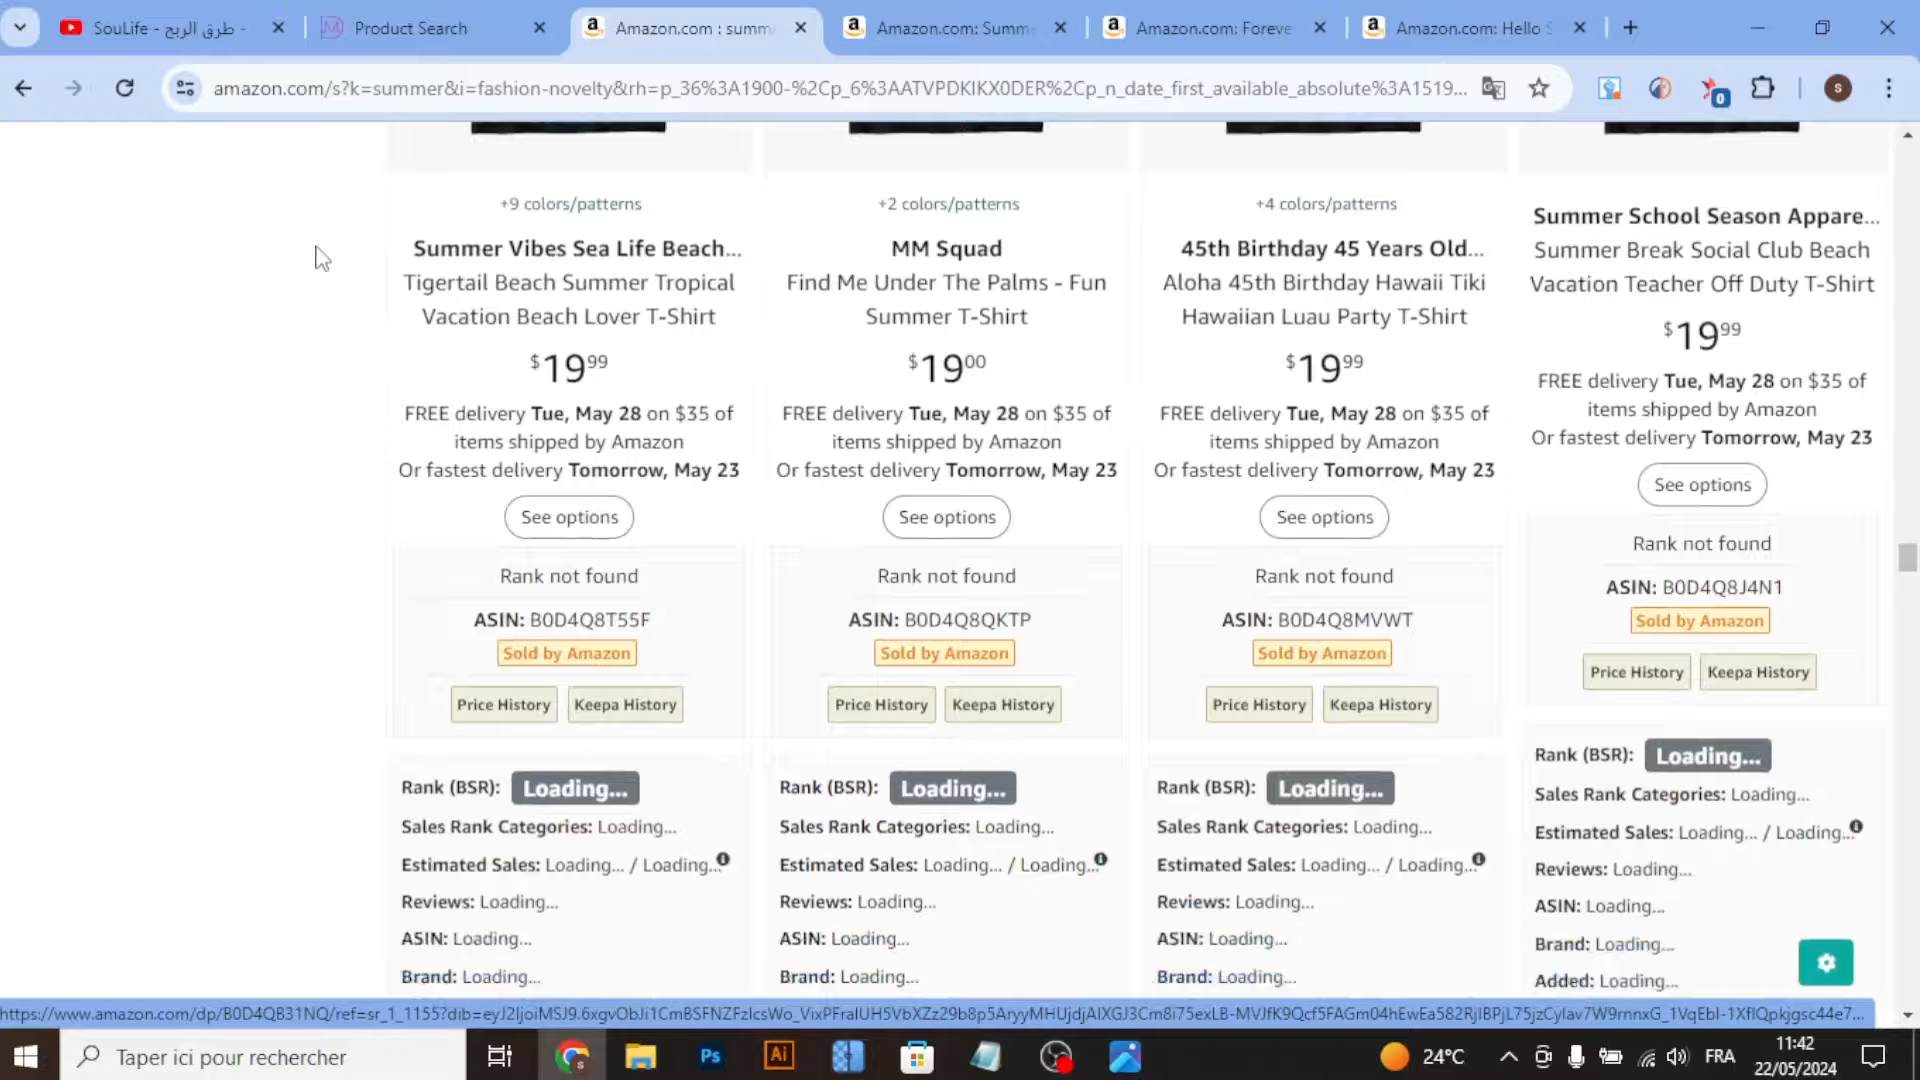 SouLife - طرق الربح -
Product Search
Amazon.com : summ
Amazon.com: Summe
Amazon.com: Foreve
Amazon.com: Hello S
amazon.com/s?k=summer&i=fashion-novelty&rh=p_36%3A1900-%2Cp_6%3AATVPDKIKX0DER%2Cp_n_date_first_available_absolute%3A1519...
0
s
+9 colors/patterns
Summer Vibes Sea Life Beach...
Tigertail Beach Summer Tropical
Vacation Beach Lover T-Shirt
$19 99
FREE delivery Tue, May 28 on $35 of
items shipped by Amazon
Or fastest delivery Tomorrow, May 23
See options
Rank not found
ASIN: B0D4Q8T55F
Sold by Amazon
Price History Keepa History
Rank (BSR): Loading...
Sales Rank Categories: Loading...
Estimated Sales: Loading... / Loading...
Reviews: Loading...
ASIN: Loading...
Brand: Loading...
+2 colors/patterns
MM Squad
Find Me Under The Palms - Fun
Summer T-Shirt
$19 00
FREE delivery Tue, May 28 on $35 of
items shipped by Amazon
Or fastest delivery Tomorrow, May 23
See options
Rank not found
ASIN: B0D4Q8QKTP
Sold by Amazon
Price History Keepa History
Rank (BSR): Loading...
Sales Rank Categories: Loading...
Estimated Sales: Loading... / Loading...
Reviews: Loading...
ASIN: Loading...
Brand: Loading...
+4 colors/patterns
45th Birthday 45 Years Old...
Aloha 45th Birthday Hawaii Tiki
Hawaiian Luau Party T-Shirt
$19 99
FREE delivery Tue, May 28 on $35 of
items shipped by Amazon
Or fastest delivery Tomorrow, May 23
See options
Rank not found
ASIN: B0D4Q8MVWT
Sold by Amazon
Price History Keepa History
Rank (BSR): Loading...
Sales Rank Categories: Loading...
Estimated Sales: Loading... / Loading...
Reviews: Loading...
ASIN: Loading...
Brand: Loading...
Summer School Season Appare...
Summer Break Social Club Beach
Vacation Teacher Off Duty T-Shirt
$19 99
FREE delivery Tue, May 28 on $35 of
items shipped by Amazon
Or fastest delivery Tomorrow, May 23
See options
Rank not found
ASIN: B0D4Q8J4N1
Sold by Amazon
Price History Keepa History
Rank (BSR): Loading...
Sales Rank Categories: Loading...
Estimated Sales: Loading... / Loading...
Reviews: Loading...
ASIN: Loading...
Brand: Loading...
Added: Loading...
Taper ici pour rechercher
Ps
Ai
24°C
FRA
11:42
22/05/2024